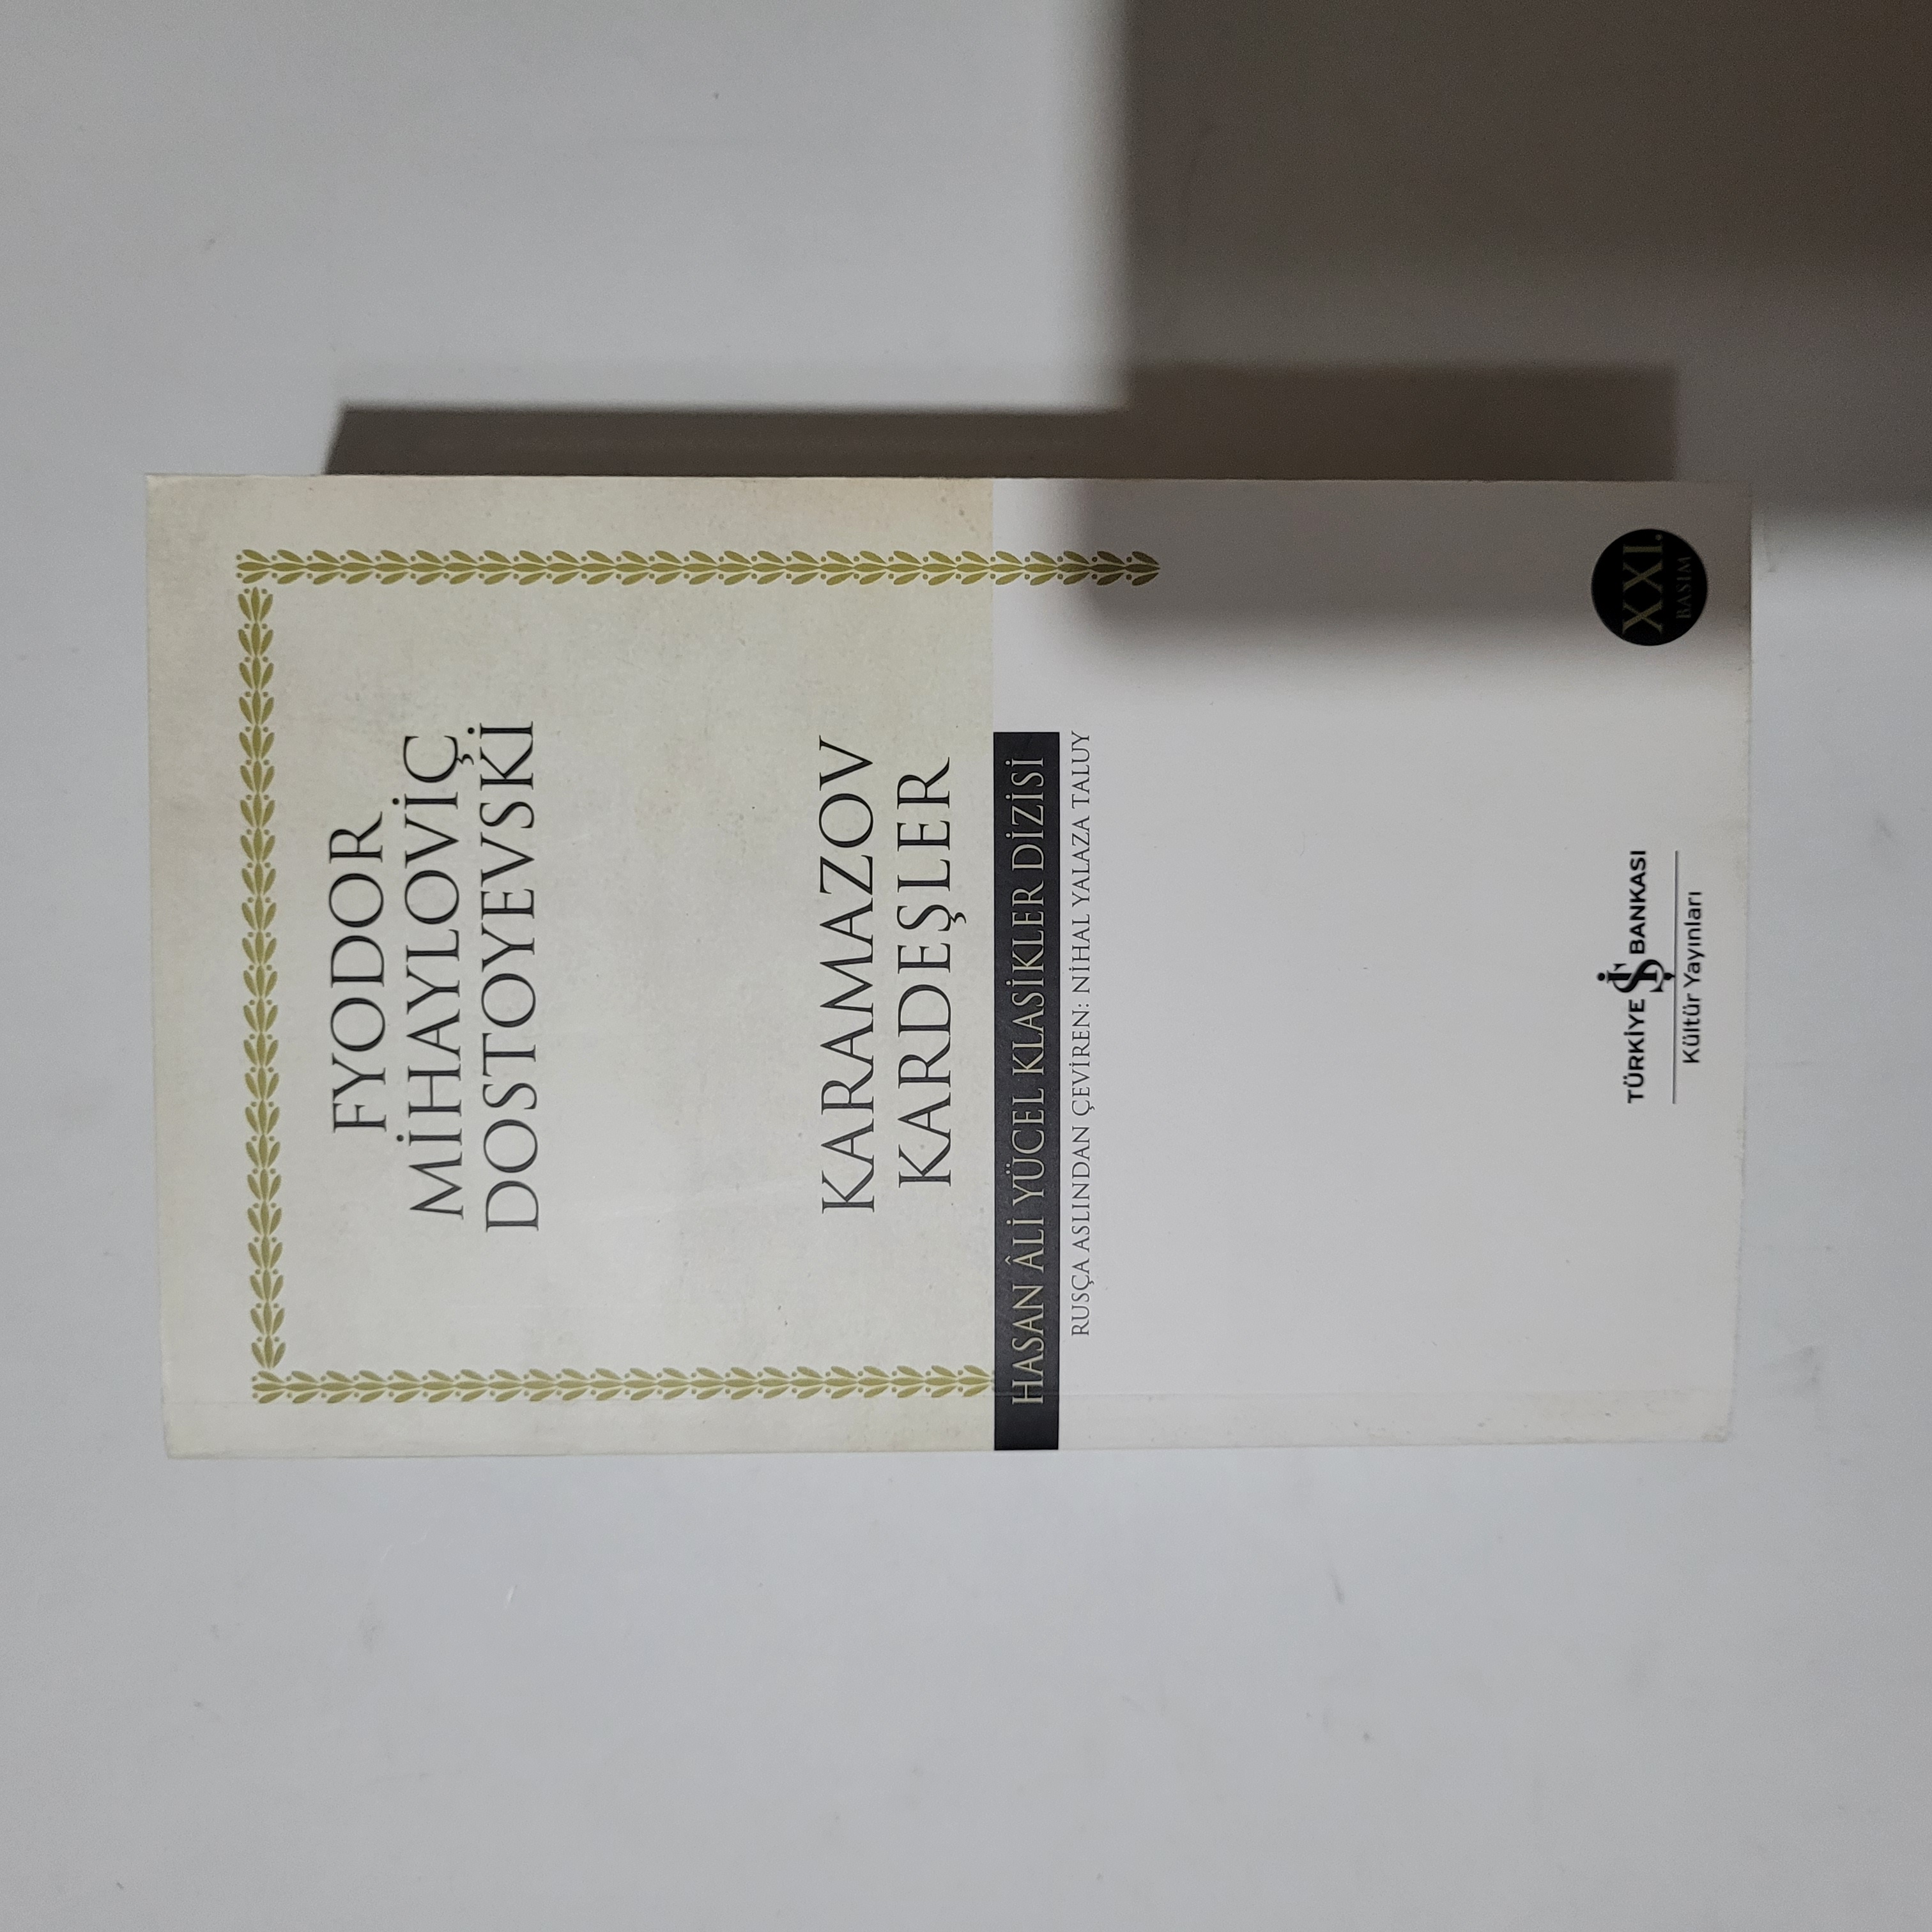 FYODOR
MİHAYLOVİÇ
DOSTOYEVSKİ
KARAMAZOV
KARDEŞLER
HASAN ÂLİ YÜCEL KLASİKLER DİZİSİ
RUSÇA ASLINDAN ÇEVİREN: NİHAL YALAZA TALUY
XXI.
BASIM
TÜRKİYE İŞ BANKASI
Kültür Yayınları